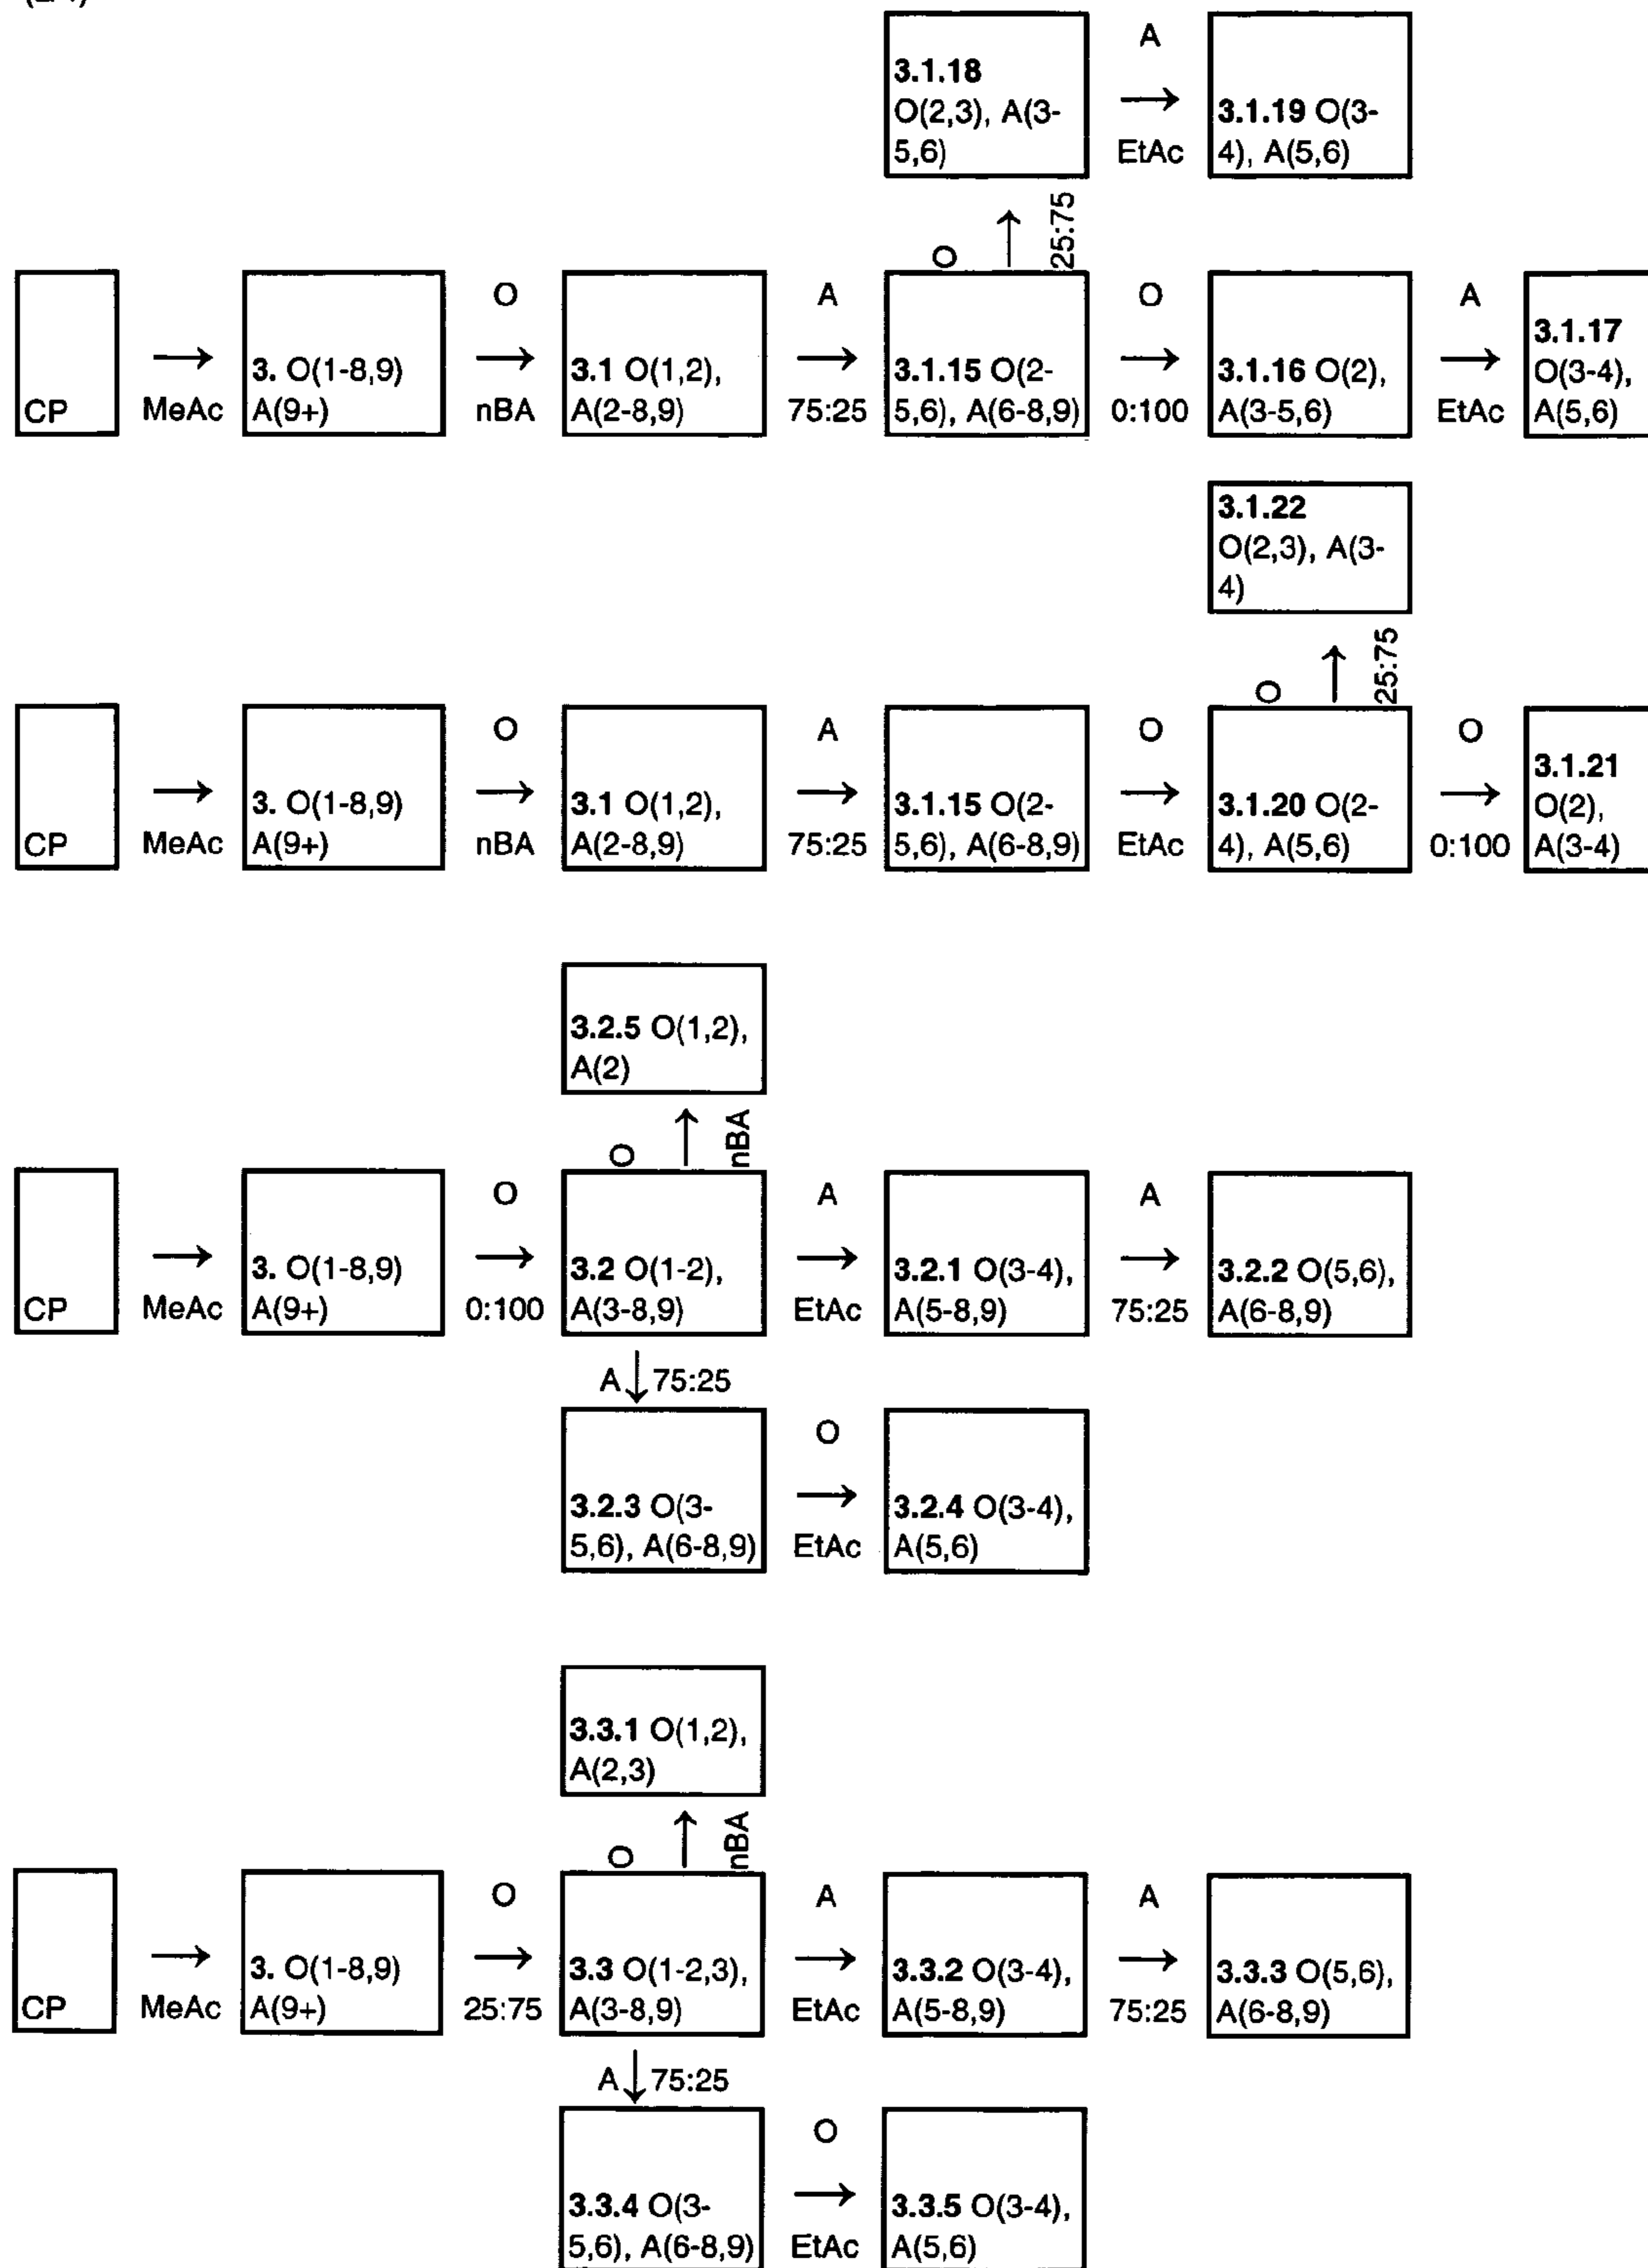 A
3.1.18
O(2,3), A(3-
5,6)
EtAc
3.1.19 O(3-
4), A(5,6)
O
25:75
CP
MeAc
3. O(1-8,9)
A(9+)
O
nBA
3.1 O(1,2),
A(2-8,9)
A
75:25
3.1.15 O(2-
5,6), A(6-8,9)
O
0:100
3.1.16 O(2),
A(3-5,6)
A
EtAc
3.1.17
O(3-4),
A(5,6)
3.1.22
O(2,3), A(3-
4)
O
25:75
CP
MeAc
3. O(1-8,9)
A(9+)
O
nBA
3.1 O(1,2),
A(2-8,9)
A
75:25
3.1.15 O(2-
5,6), A(6-8,9)
O
EtAc
3.1.20 O(2-
4), A(5,6)
O
0:100
3.1.21
O(2),
A(3-4)
3.2.5 O(1,2),
A(2)
O
nBA
CP
MeAc
3. O(1-8,9)
A(9+)
O
0:100
3.2 O(1-2),
A(3-8,9)
A
EtAc
3.2.1 O(3-4),
A(5-8,9)
A
75:25
3.2.2 O(5,6),
A(6-8,9)
A
75:25
3.2.3 O(3-
5,6), A(6-8,9)
O
EtAc
3.2.4 O(3-4),
A(5,6)
3.3.1 O(1,2),
A(2,3)
O
nBA
CP
MeAc
3. O(1-8,9)
A(9+)
O
25:75
3.3 O(1-2,3),
A(3-8,9)
A
EtAc
3.3.2 O(3-4),
A(5-8,9)
A
75:25
3.3.3 O(5,6),
A(6-8,9)
A
75:25
3.3.4 O(3-
5,6), A(6-8,9)
O
EtAc
3.3.5 O(3-4),
A(5,6)